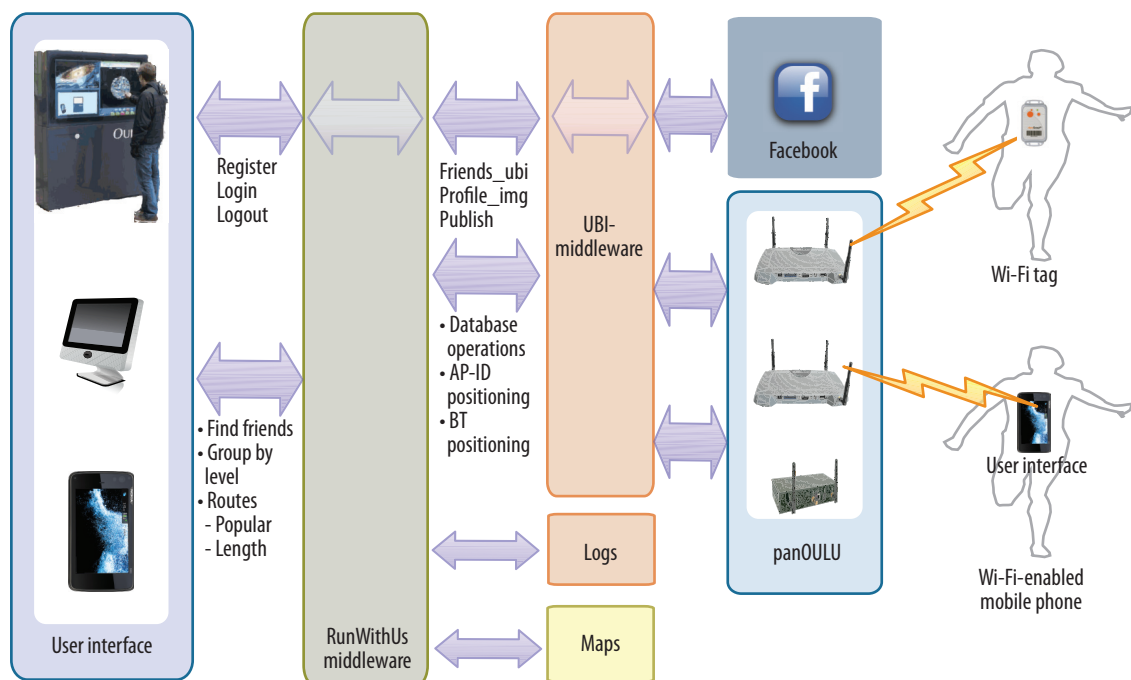 OU
f
Facebook
Register
Login
Logout
Friends_ubi
Profile_img
Publish
UBI-
middleware
Wi-Fi tag
• Database
operations
• AP-ID
positioning
• BT
positioning
• Find friends
• Group by
level
• Routes
- Popular
- Length
User interface
Logs
panOULU
Wi-Fi-enabled
mobile phone
User interface
RunWithUs
middleware
Maps